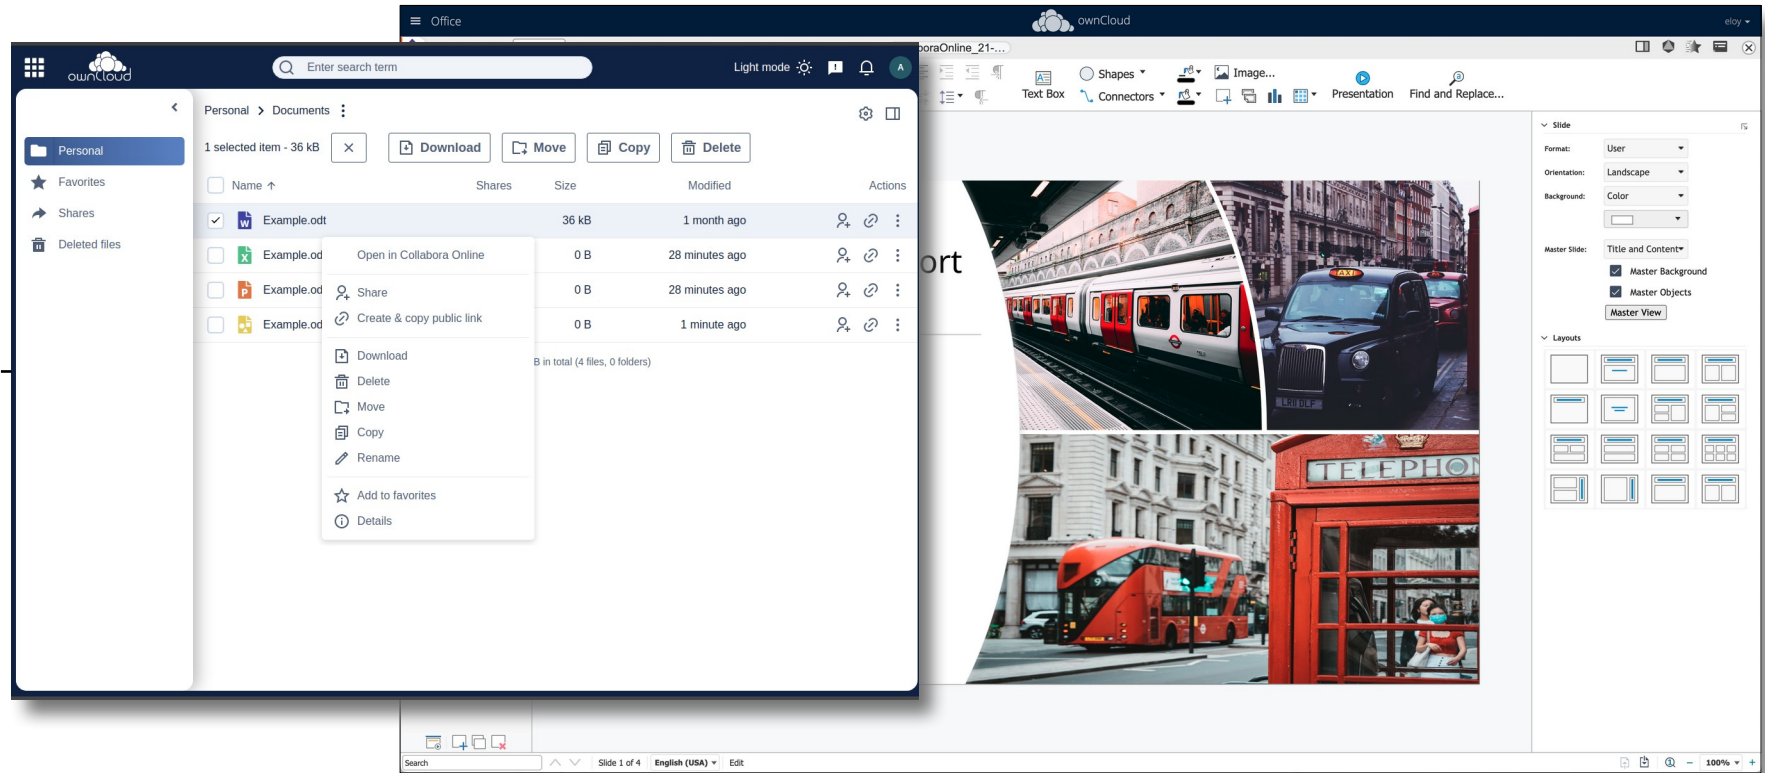 Office
ownCloud
eloy
ownCloud
Enter search term
Light mode
A
boraOnline_21-...)
Shapes
Image...
Text Box
Connectors
Presentation
Find and Replace...
Personal
Favorites
Shares
Deleted files
Personal > Documents
1 selected item - 36 kB
Download
Move
Copy
Delete
Name
Shares
Size
Modified
Actions
W
Example.odt
36 kB
1 month ago
X
Example.od
0 B
28 minutes ago
P
Example.od
0 B
28 minutes ago
Example.od
0 B
1 minute ago
B in total (4 files, 0 folders)
Open in Collabora Online
Share
Create & copy public link
Download
Delete
Move
Copy
Rename
Add to favorites
Details
ort
TAXI
TELEPHO
9
Slide
Format: User
Orientation: Landscape
Background: Color
Master Slide: Title and Content
Master Background
Master Objects
Master View
Layouts
Search
Slide 1 of 4
English (USA)
Edit
100%